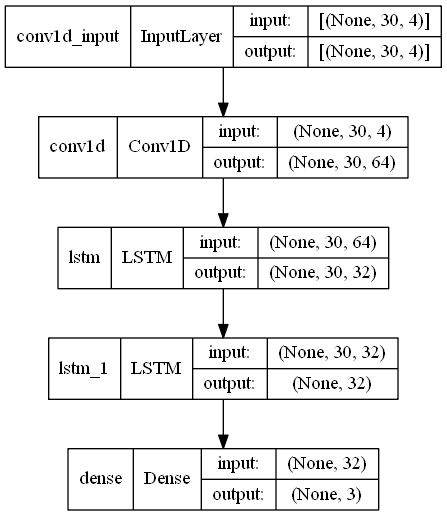 conv1d_input InputLayer input: [(None, 30, 4)]
output: [(None, 30, 4)]
conv1d Conv1D input: (None, 30, 4)
output: (None, 30, 64)
lstm LSTM input: (None, 30, 64)
output: (None, 30, 32)
lstm_1 LSTM input: (None, 30, 32)
output: (None, 32)
dense Dense input: (None, 32)
output: (None, 3)